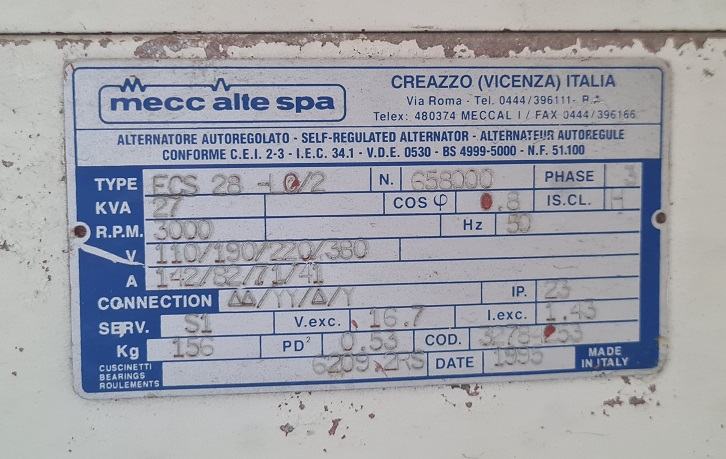 mecc alte spa
CREAZZO (VICENZA) ITALIA
Via Roma - Tel. 0444/396111- R.A.
Telex: 480374 MECCAL I / FAX 0444/396166
ALTERNATORE AUTOREGOLATO - SELF-REGULATED ALTERNATOR - ALTERNATEUR AUTOREGULE
CONFORME C.E.I. 2-3 - I.E.C. 34.1 - V.D.E. 0530 - BS 4999-5000 - N.F. 51.100
TYPE ECS 28 N. 658000 PHASE 3
KVA 27 COS φ 0.8 IS.CL. H
R.P.M. 3000 Hz 50
V 110/190/220/380
A 142/82/71/41
CONNECTION ΔΔ/YY/Δ/Y IP. 23
SERV. S1 V.exc. 16.7 I.exc. 1.43
Kg 156 PD² 0.53 COD.
CUSCINETTI
BEARINGS
ROULEMENTS
6209.2RS DATE 1995 MADE
IN ITALY